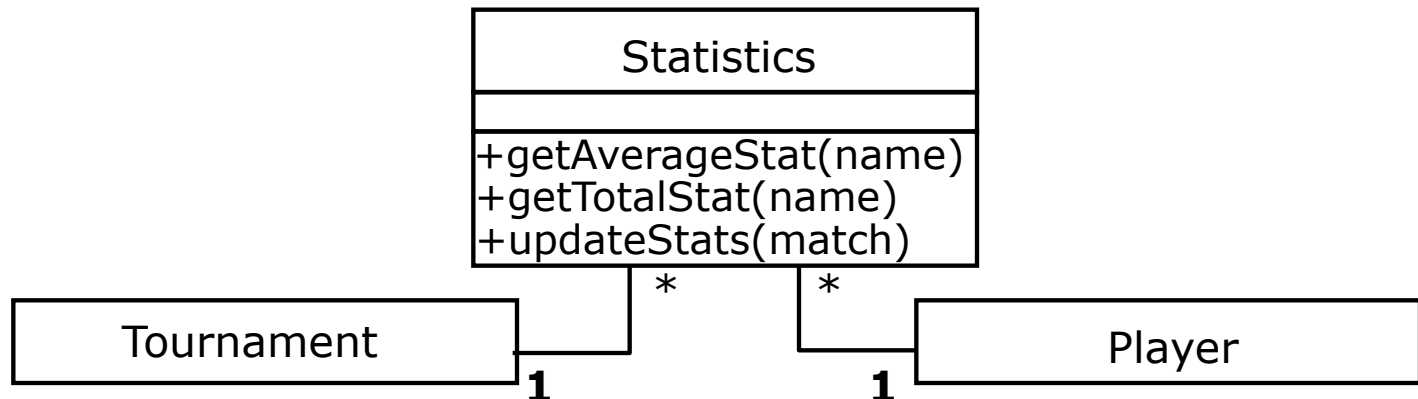 Statistics
+getAverageStat(name)
+getTotalStat(name)
+updateStats(match)
* *
Tournament
Player
1 1